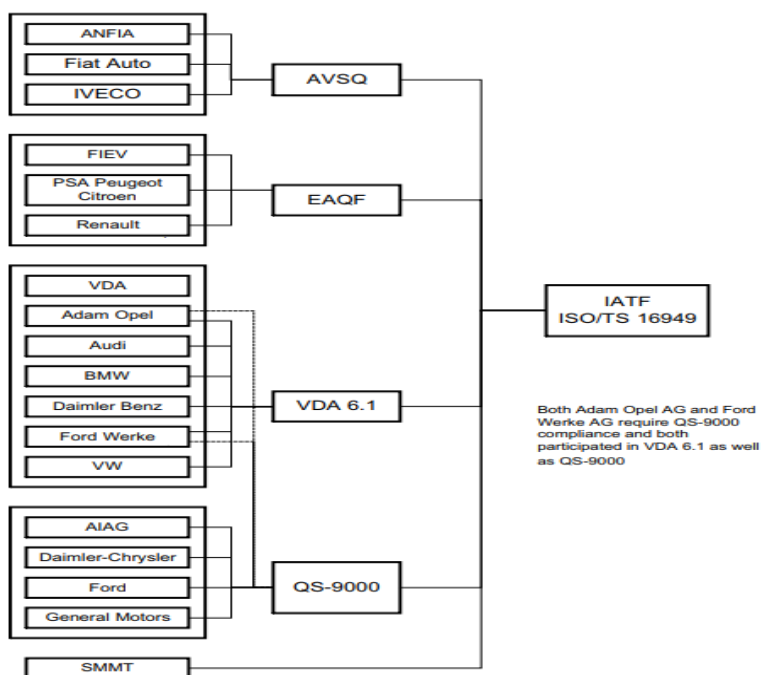 ANFIA
Fiat Auto
IVECO
AVSQ
FIEV
PSA Peugeot
Citroen
Renault
EAQF
VDA
Adam Opel
Audi
BMW
Daimler Benz
Ford Werke
VW
VDA 6.1
AIAG
Daimler-Chrysler
Ford
General Motors
QS-9000
SMMT
IATF
ISO/TS 16949
Both Adam Opel AG and Ford
Werke AG require QS-9000
compliance and both
participated in VDA 6.1 as well
as QS-9000